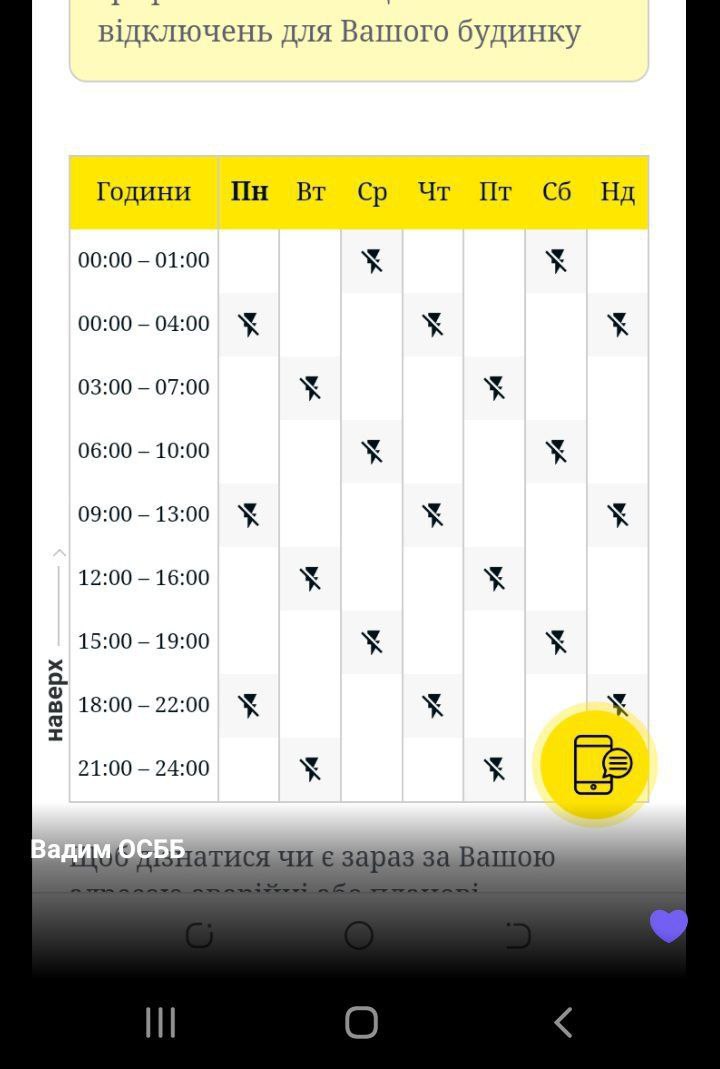 відключень для Вашого будинку
Години Пн Вт Ср Чт Пт Сб Нд
00:00 – 01:00
00:00 – 04:00
03:00 – 07:00
06:00 – 10:00
09:00 – 13:00
12:00 – 16:00
15:00 – 19:00
18:00 – 22:00
21:00 – 24:00
наверх
Вадим ОСББ
Щоб дізнатися чи є зараз за Вашою